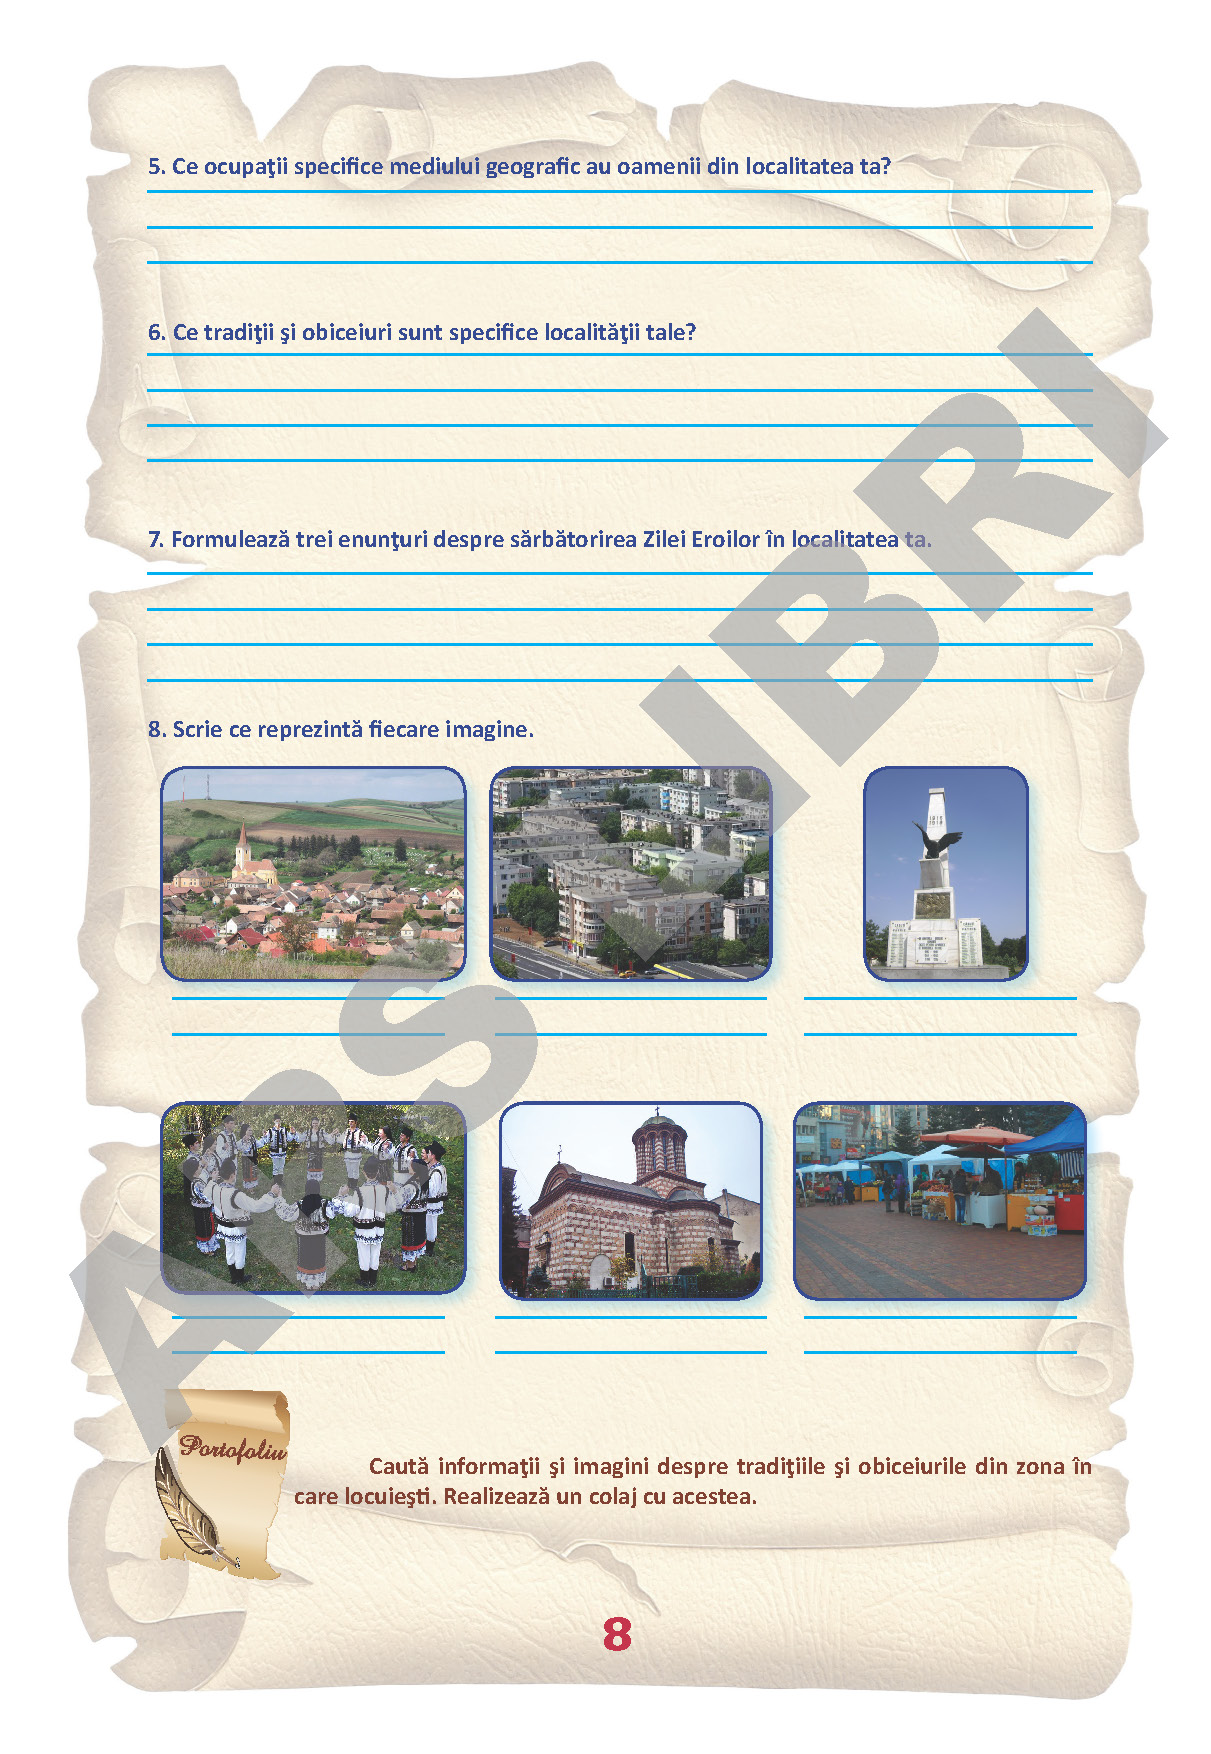 5. Ce ocupaţii specifice mediului geografic au oamenii din localitatea ta?
6. Ce tradiţii şi obiceiuri sunt specifice localităţii tale?
7. Formulează trei enunţuri despre sărbătorirea Zilei Eroilor în localitatea ta.
8. Scrie ce reprezintă fiecare imagine.
Portofoliu
Caută informaţii şi imagini despre tradiţiile şi obiceiurile din zona în
care locuieşti. Realizează un colaj cu acestea.
8
ARS LIBRI